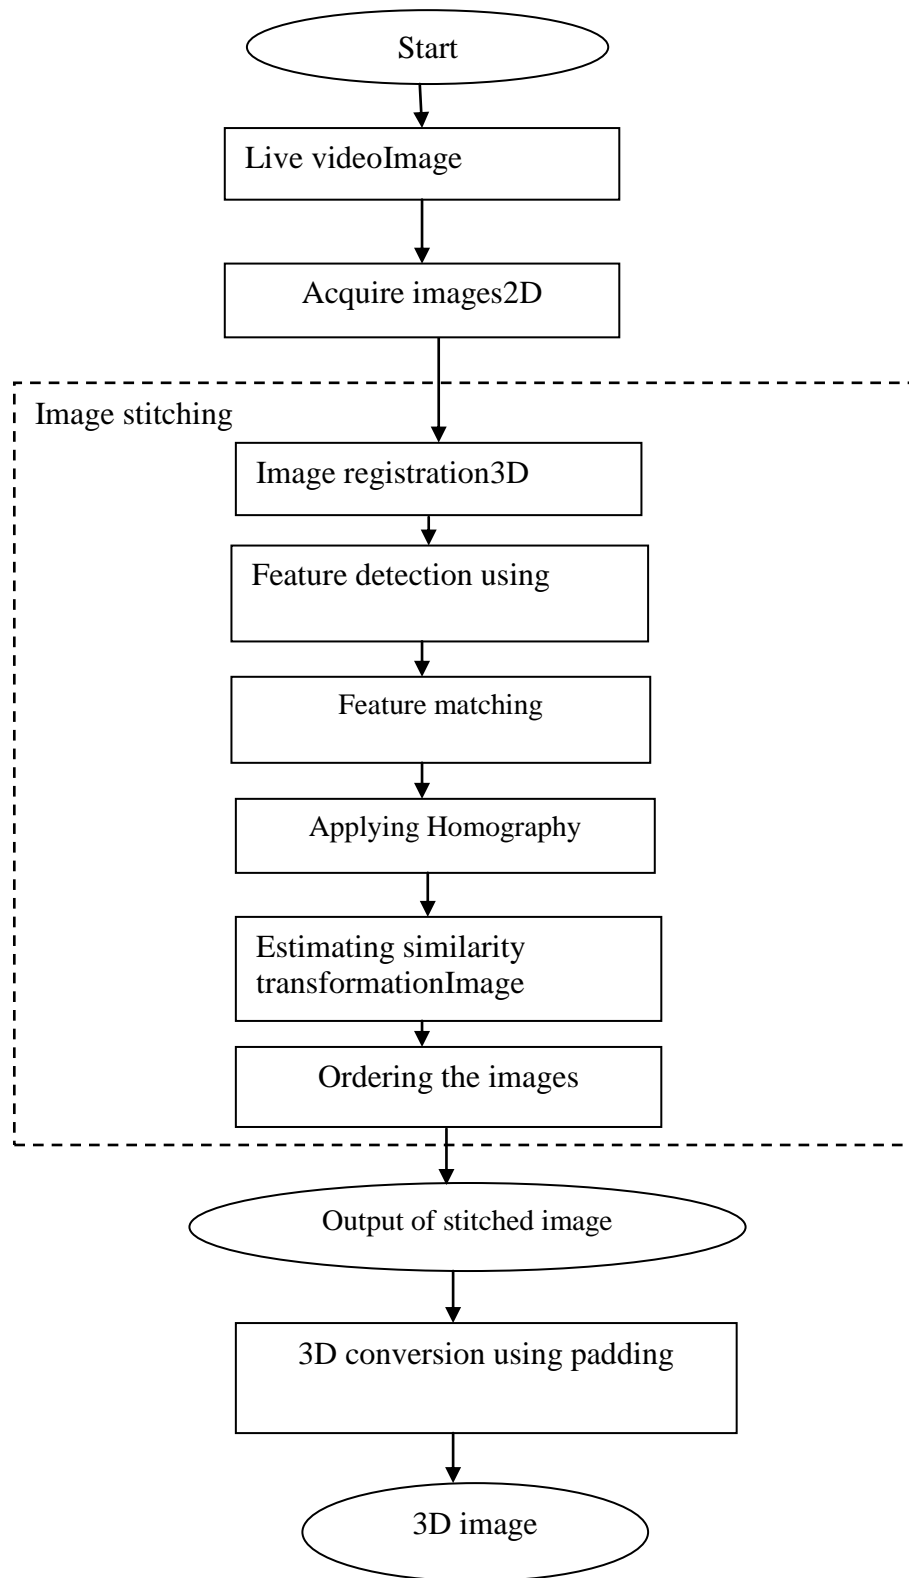 Start
Live videoImage
Acquire images2D
Image stitching
Image registration3D
Feature detection using
Feature matching
Applying Homography
Estimating similarity
transformationImage
Ordering the images
Output of stitched image
3D conversion using padding
3D image